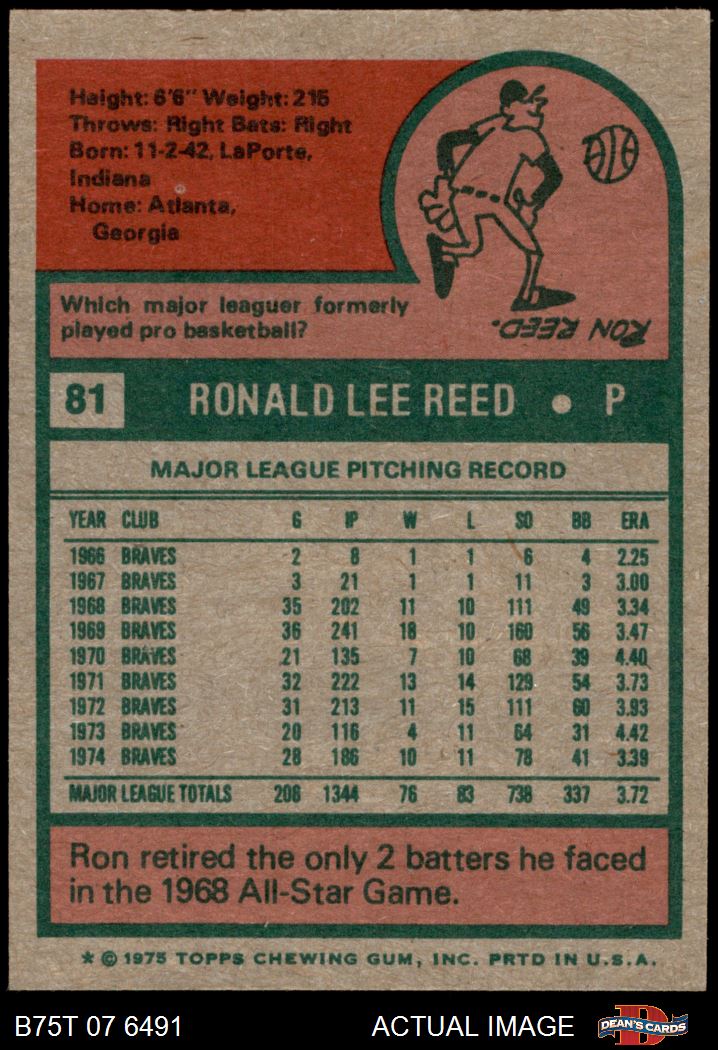 Height: 6'6" Weight: 215
Throws: Right Bats: Right
Born: 11-2-42, LaPorte,
Indiana
Home: Atlanta,
Georgia
Which major leaguer formerly
played pro basketball?
RON REED.
81 RONALD LEE REED • P
MAJOR LEAGUE PITCHING RECORD
YEAR CLUB G IP W L SO BB ERA
1966 BRAVES 2 8 1 1 6 4 2.25
1967 BRAVES 3 21 1 1 11 3 3.00
1968 BRAVES 35 202 11 10 111 49 3.34
1969 BRAVES 36 241 18 10 160 56 3.47
1970 BRAVES 21 135 7 10 68 39 4.40
1971 BRAVES 32 222 13 14 129 54 3.73
1972 BRAVES 31 213 11 15 111 60 3.93
1973 BRAVES 20 116 4 11 64 31 4.42
1974 BRAVES 28 186 10 11 78 41 3.39
MAJOR LEAGUE TOTALS 208 1344 76 83 738 337 3.72
Ron retired the only 2 batters he faced
in the 1968 All-Star Game.
* © 1975 TOPPS CHEWING GUM, INC. PRTD IN U.S.A.
B75T 07 6491 ACTUAL IMAGE
D
DEAN'S CARDS